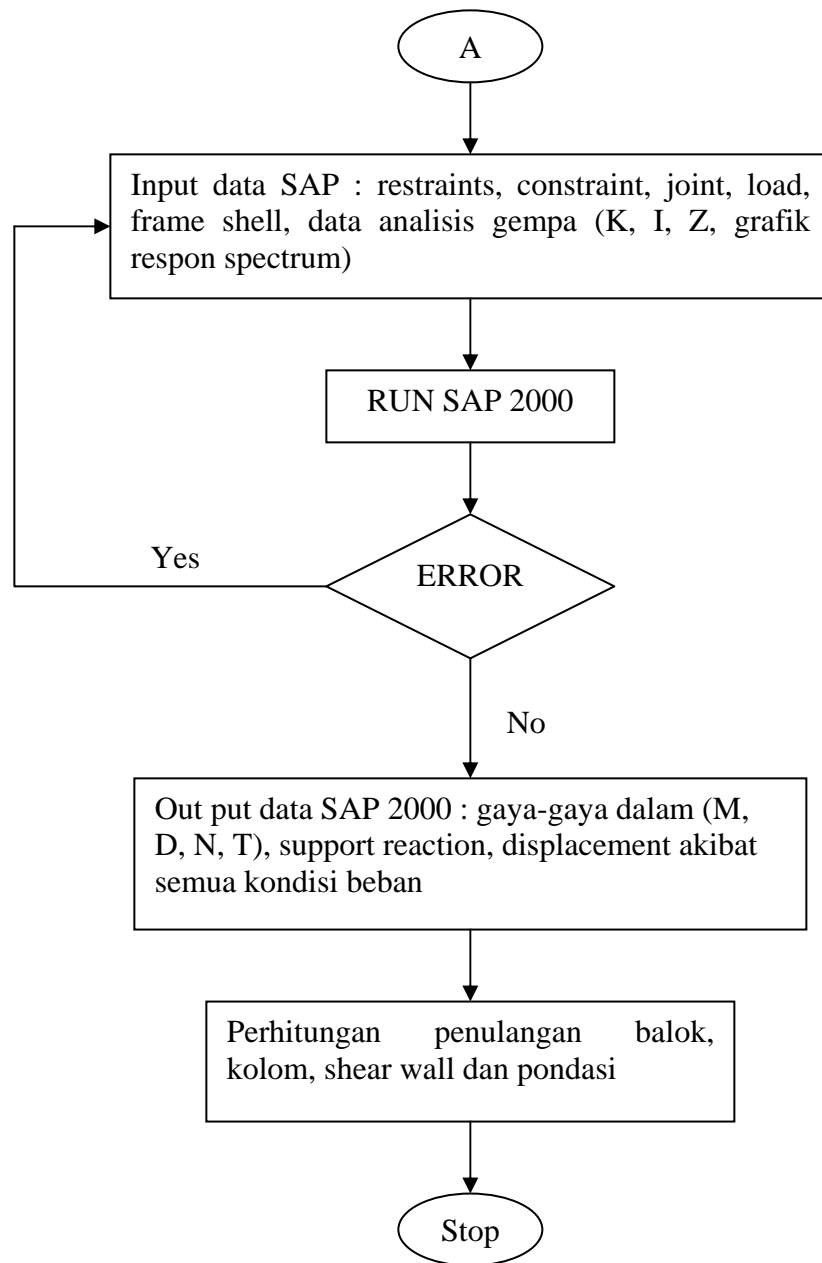 A
Input data SAP : restraints, constraint, joint, load,
frame shell, data analisis gempa (K, I, Z, grafik
respon spectrum)
RUN SAP 2000
Yes
ERROR
No
Out put data SAP 2000 : gaya-gaya dalam (M,
D, N, T), support reaction, displacement akibat
semua kondisi beban
Perhitungan penulangan balok,
kolom, shear wall dan pondasi
Stop